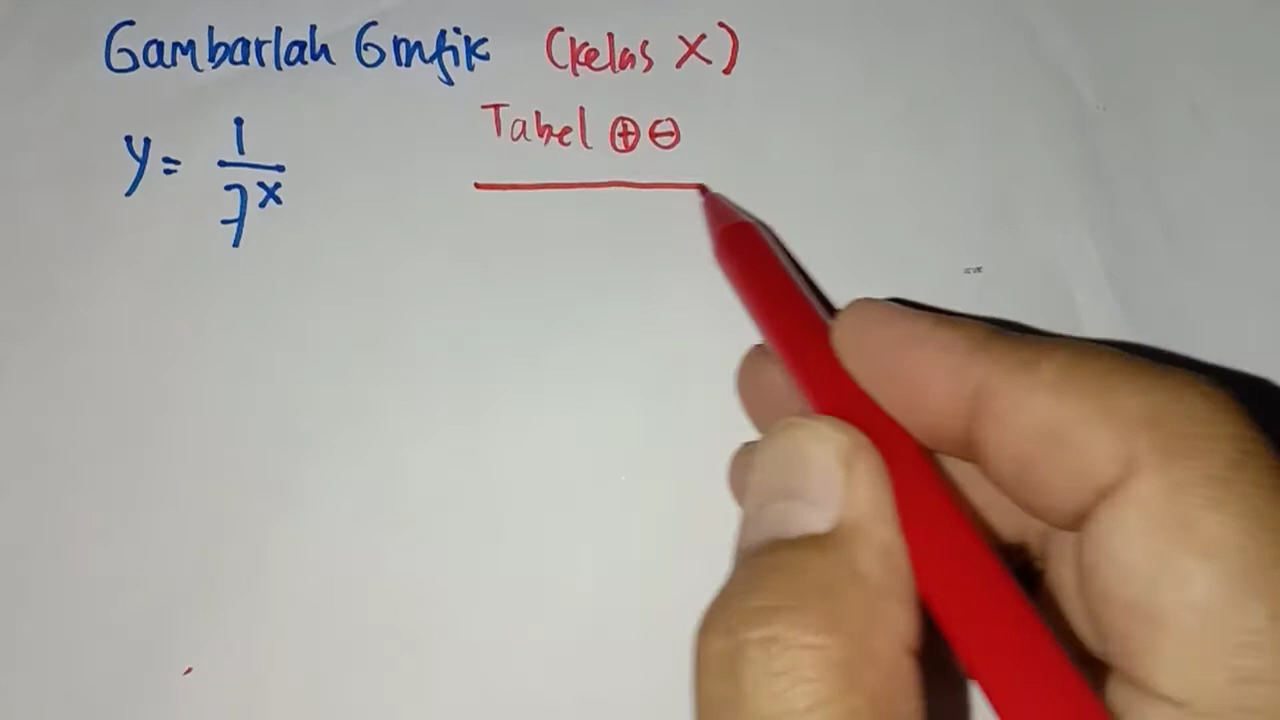 Gambarlah Grafik (Kelas X)
Tabel ⊕ ⊖
y = 1/7^x